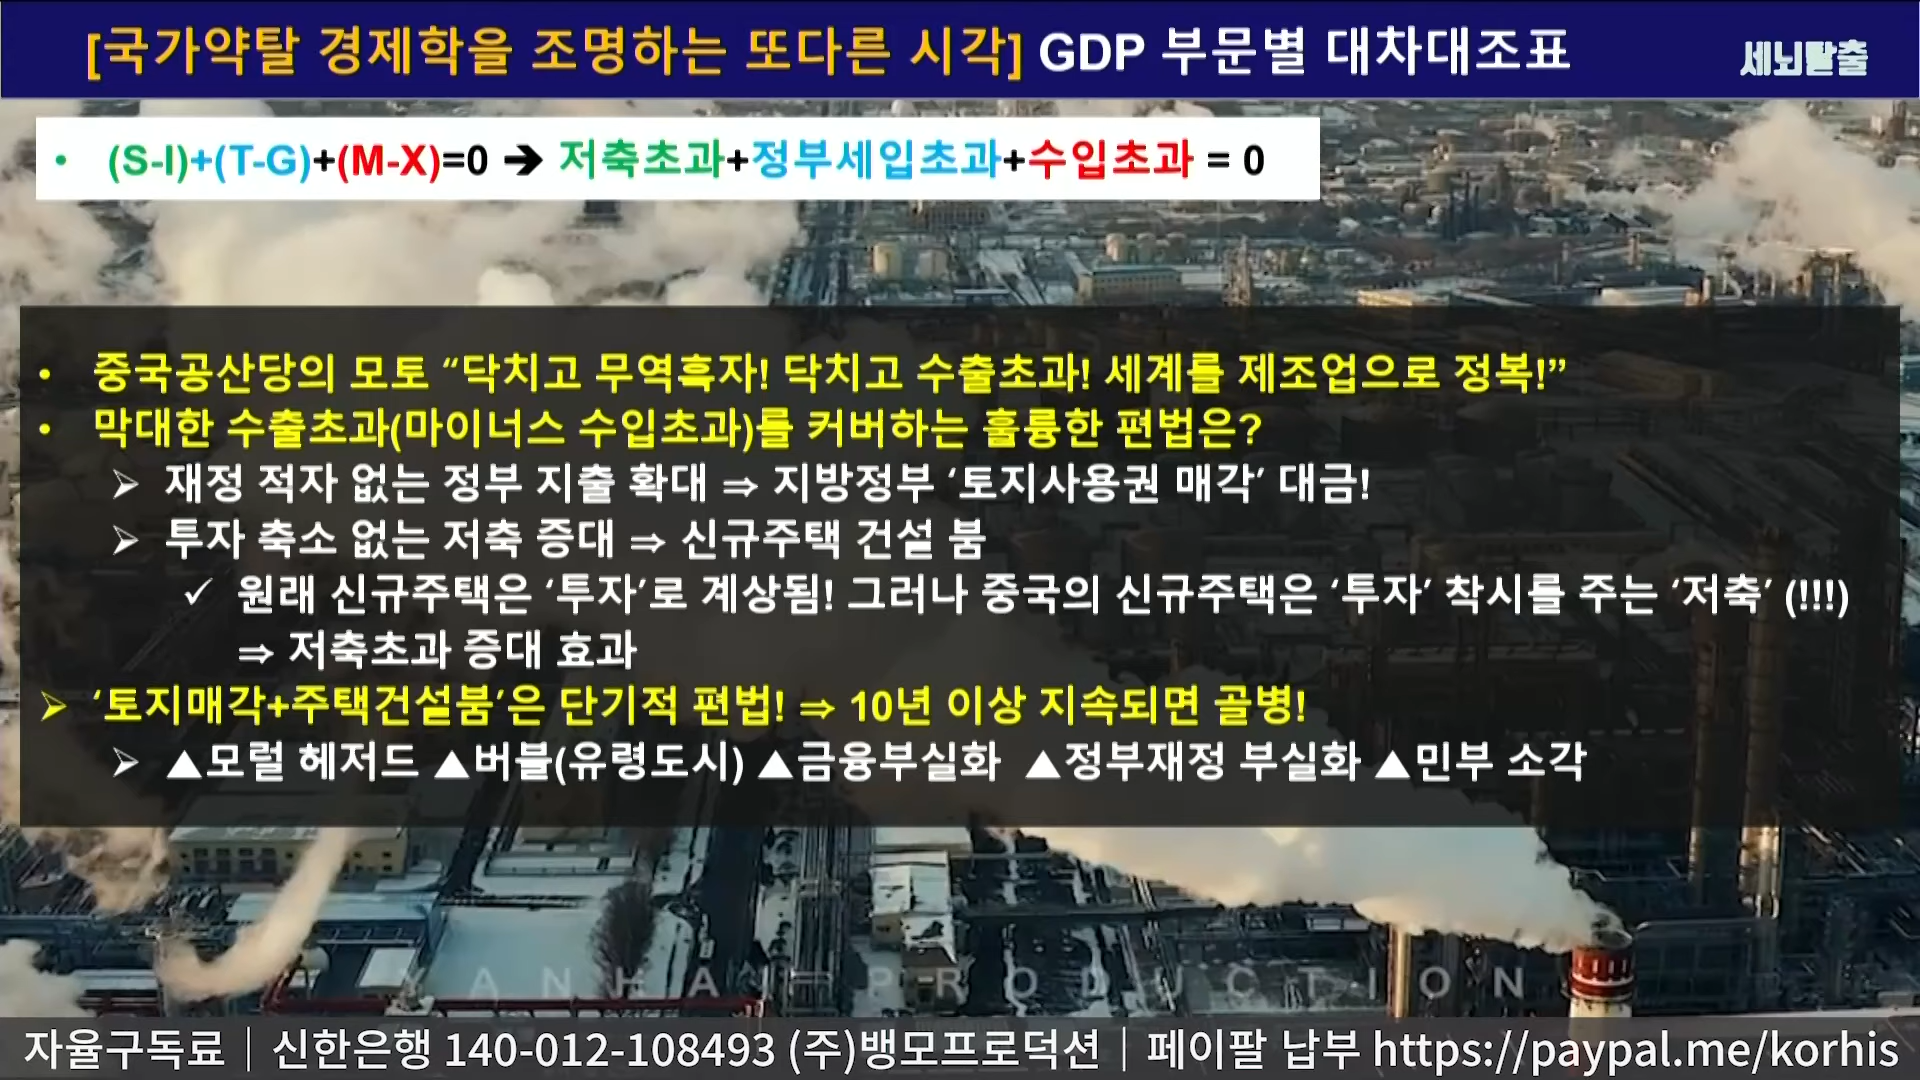 [국가약탈 경제학을 조명하는 또다른 시각] GDP 부문별 대차대조표
세뇌탈출
• (S-I)+(T-G)+(M-X)=0 ➔ 저축초과+정부세입초과+수입초과 = 0
• 중국공산당의 모토 “닥치고 무역흑자! 닥치고 수출초과! 세계를 제조업으로 정복!”
• 막대한 수출초과(마이너스 수입초과)를 커버하는 훌륭한 편법은?
➢ 재정 적자 없는 정부 지출 확대 ⇒ 지방정부 ‘토지사용권 매각’ 대금!
➢ 투자 축소 없는 저축 증대 ⇒ 신규주택 건설 붐
✓ 원래 신규주택은 ‘투자’로 계상됨! 그러나 중국의 신규주택은 ‘투자’ 착시를 주는 ‘저축’ (!!!)
⇒ 저축초과 증대 효과
➢ ‘토지매각+주택건설붐’은 단기적 편법! ⇒ 10년 이상 지속되면 골병!
➢ ▲모럴 헤저드 ▲버블(유령도시) ▲금융부실화 ▲정부재정 부실화 ▲민부 소각
PRODUCTION
자율구독료│신한은행 140-012-108493 (주)뱅모프로덕션│페이팔 납부 https://paypal.me/korhis